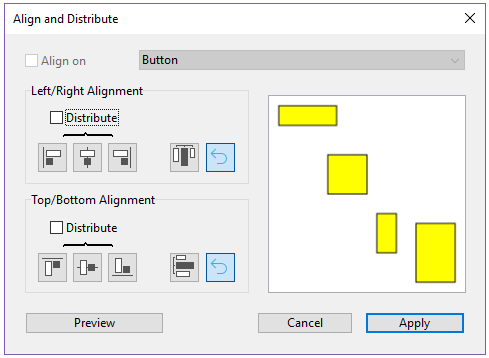 Align and Distribute
Align on
Button
Left/Right Alignment
Distribute
Top/Bottom Alignment
Distribute
Preview
Cancel
Apply